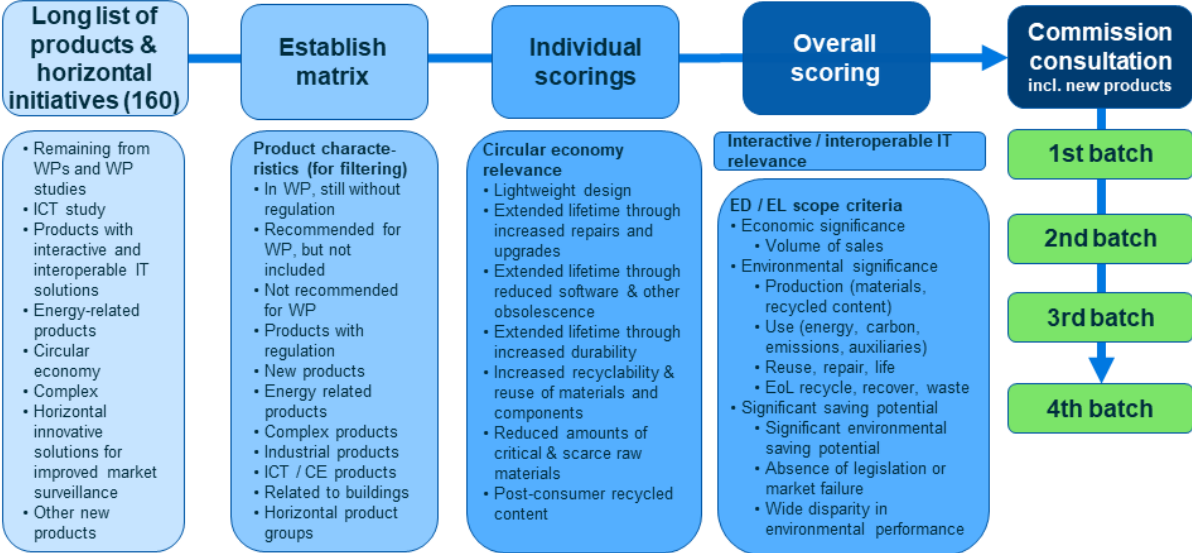 Long list of
products &
horizontal
initiatives (160)
Establish
matrix
Individual
scorings
Overall
scoring
Commission
consultation
incl. new products
• Remaining from
WPs and WP
studies
• ICT study
• Products with
interactive and
interoperable IT
solutions
• Energy-related
products
• Circular
economy
• Complex
• Horizontal
innovative
solutions for
improved market
surveillance
• Other new
products
Product characte-
ristics (for filtering)
• In WP, still without
regulation
• Recommended for
WP, but not
included
• Not recommended
for WP
• Products with
regulation
• New products
• Energy related
products
• Complex products
• Industrial products
• ICT / CE products
• Related to buildings
• Horizontal product
groups
Circular economy
relevance
• Lightweight design
• Extended lifetime through
increased repairs and
upgrades
• Extended lifetime through
reduced software & other
obsolescence
• Extended lifetime through
increased durability
• Increased recyclability &
reuse of materials and
components
• Reduced amounts of
critical & scarce raw
materials
• Post-consumer recycled
content
Interactive / interoperable IT
relevance
ED / EL scope criteria
• Economic significance
• Volume of sales
• Environmental significance
• Production (materials,
recycled content)
• Use (energy, carbon,
emissions, auxiliaries)
• Reuse, repair, life
• EoL recycle, recover, waste
• Significant saving potential
• Significant environmental
saving potential
• Absence of legislation or
market failure
• Wide disparity in
environmental performance
1st batch
2nd batch
3rd batch
4th batch